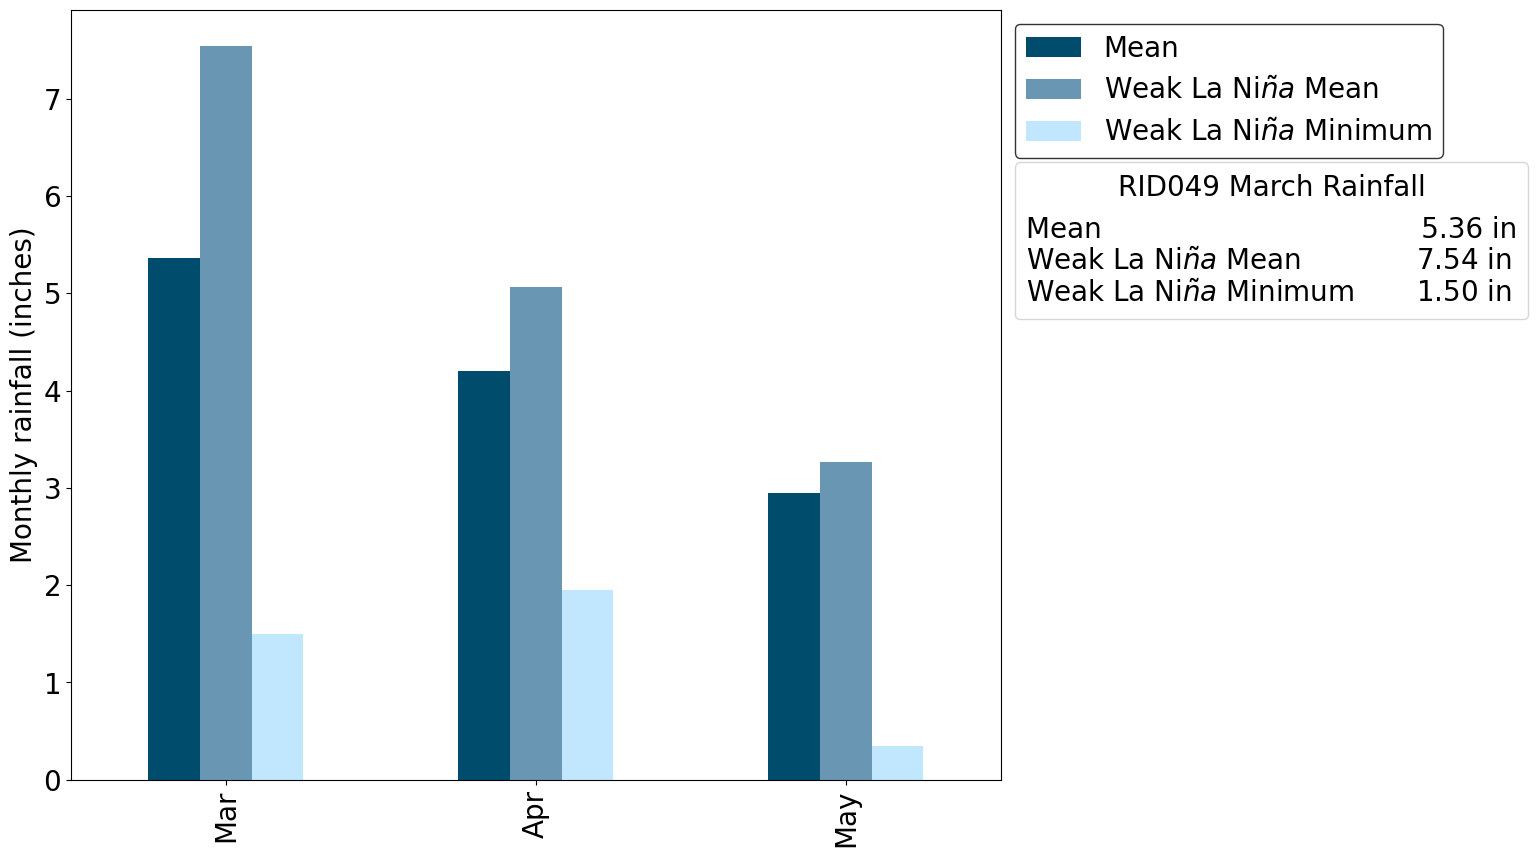 Monthly rainfall (inches)
7
6
5
4
3
2
1
0
Mar
Apr
May
Mean
Weak La Niña Mean
Weak La Niña Minimum
RID049 March Rainfall
Mean 5.36 in
Weak La Niña Mean 7.54 in
Weak La Niña Minimum 1.50 in